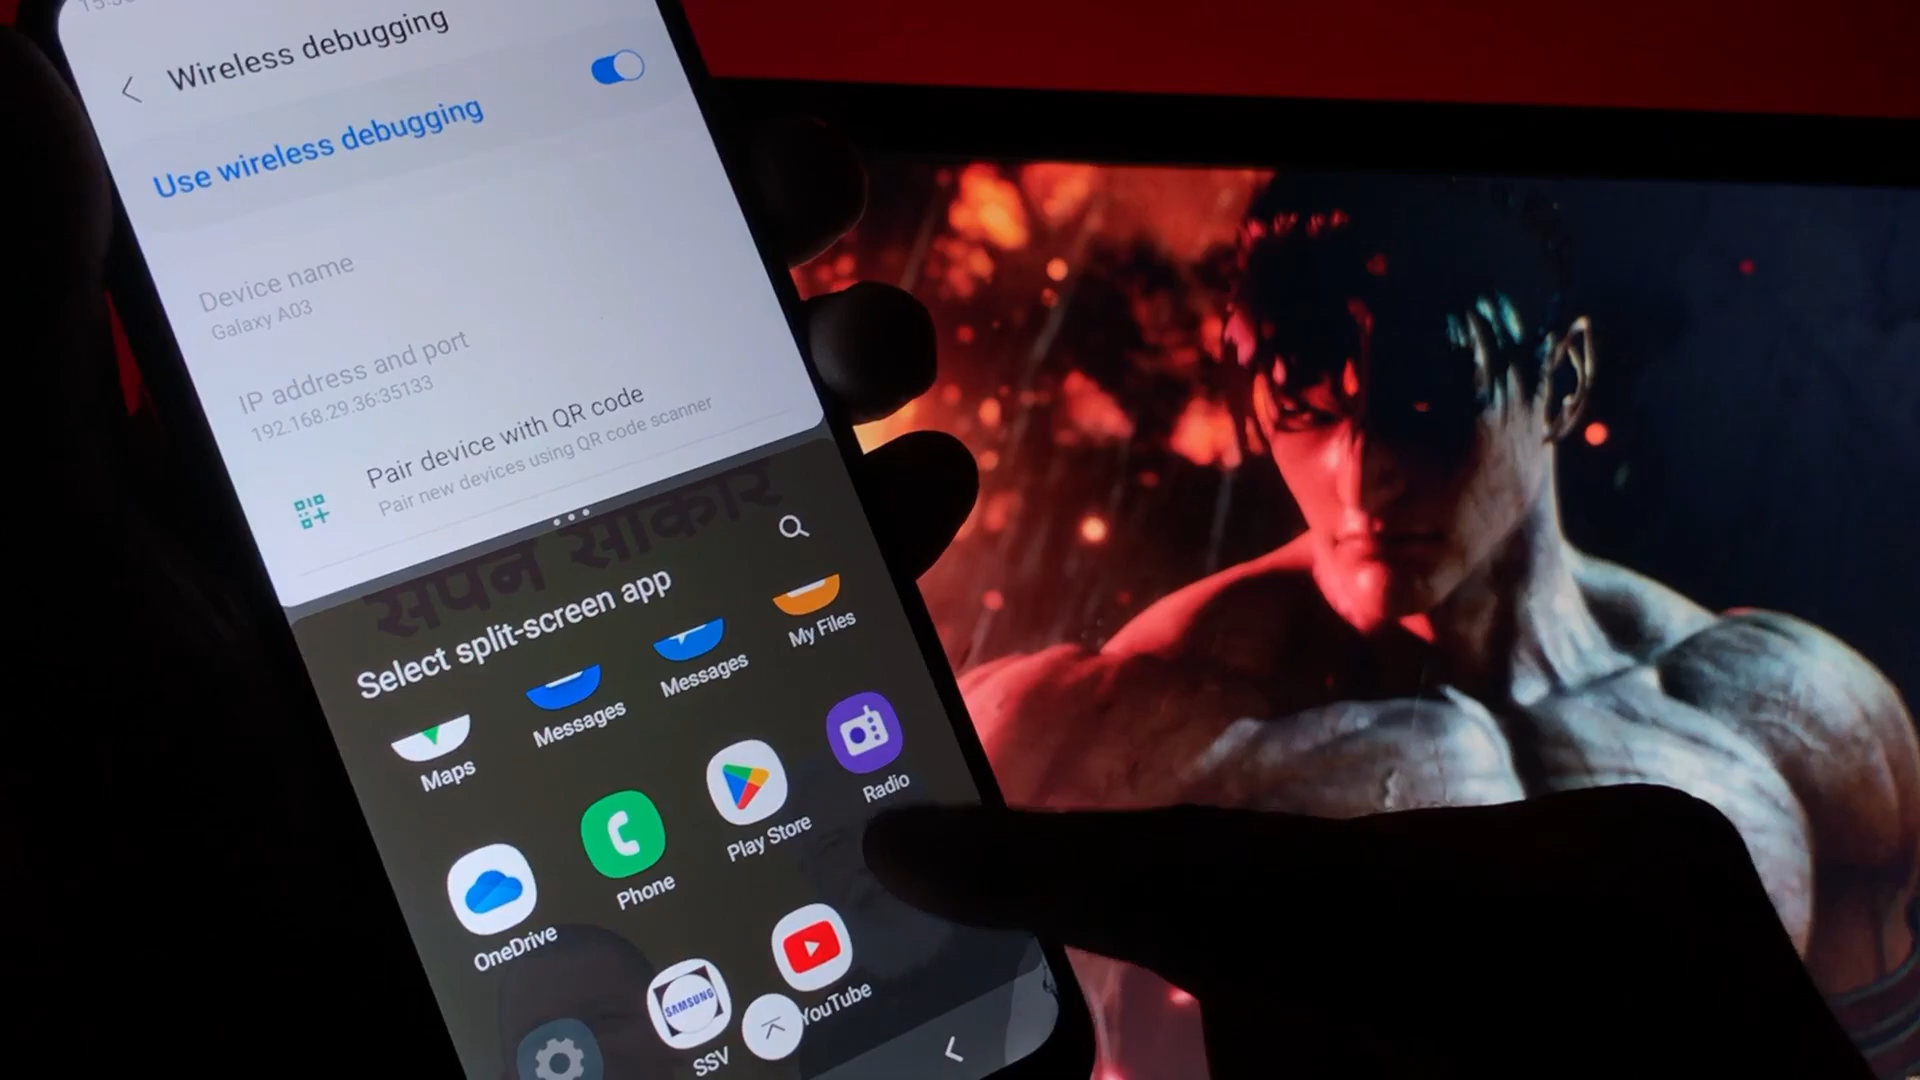 Wireless debugging
Use wireless debugging
Device name
Galaxy A03
IP address and port
192.168.29.36:35133
Pair device with QR code
Pair new devices using QR code scanner
सपने साकार
Select split-screen app
Maps
Messages
Messages
My Files
OneDrive
Phone
Play Store
Radio
SAMSUNG
SSV
YouTube